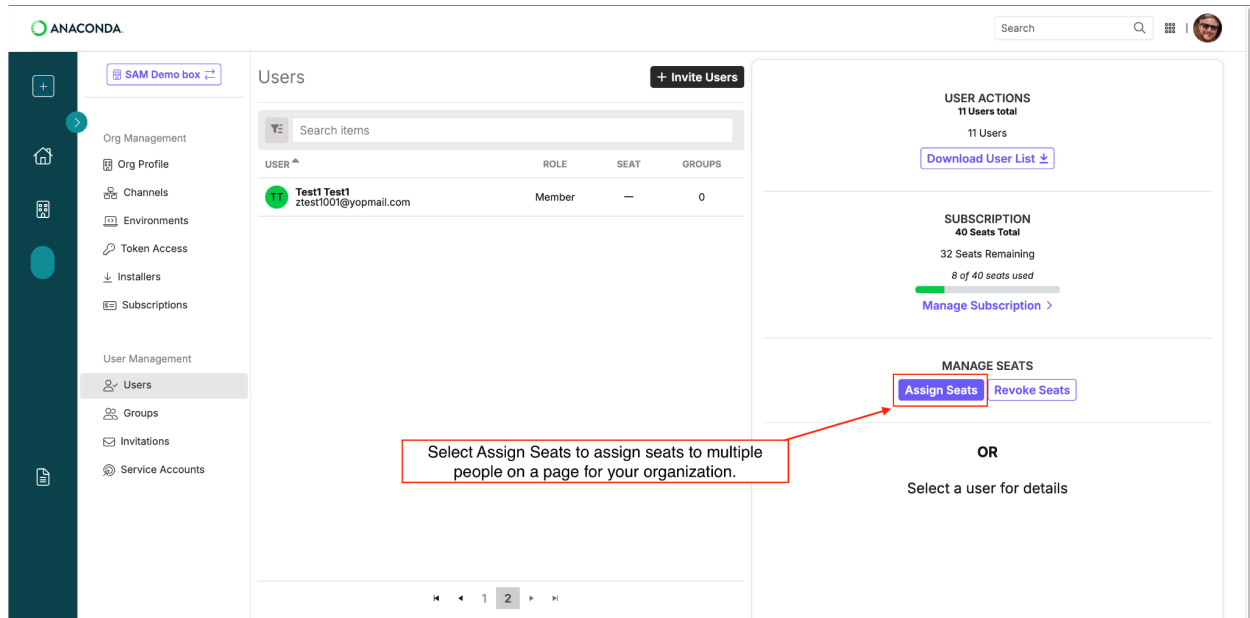 ANACONDA.
Search
SAM Demo box
Users
+ Invite Users
Org Management
Org Profile
Channels
Environments
Token Access
Installers
Subscriptions
User Management
Users
Groups
Invitations
Service Accounts
Search items
USER ROLE SEAT GROUPS
TT Test1 Test1
ztest1001@yopmail.com
Member — 0
1 2
USER ACTIONS
11 Users total
11 Users
Download User List
SUBSCRIPTION
40 Seats Total
32 Seats Remaining
8 of 40 seats used
Manage Subscription >
MANAGE SEATS
Assign Seats Revoke Seats
Select Assign Seats to assign seats to multiple
people on a page for your organization.
OR
Select a user for details